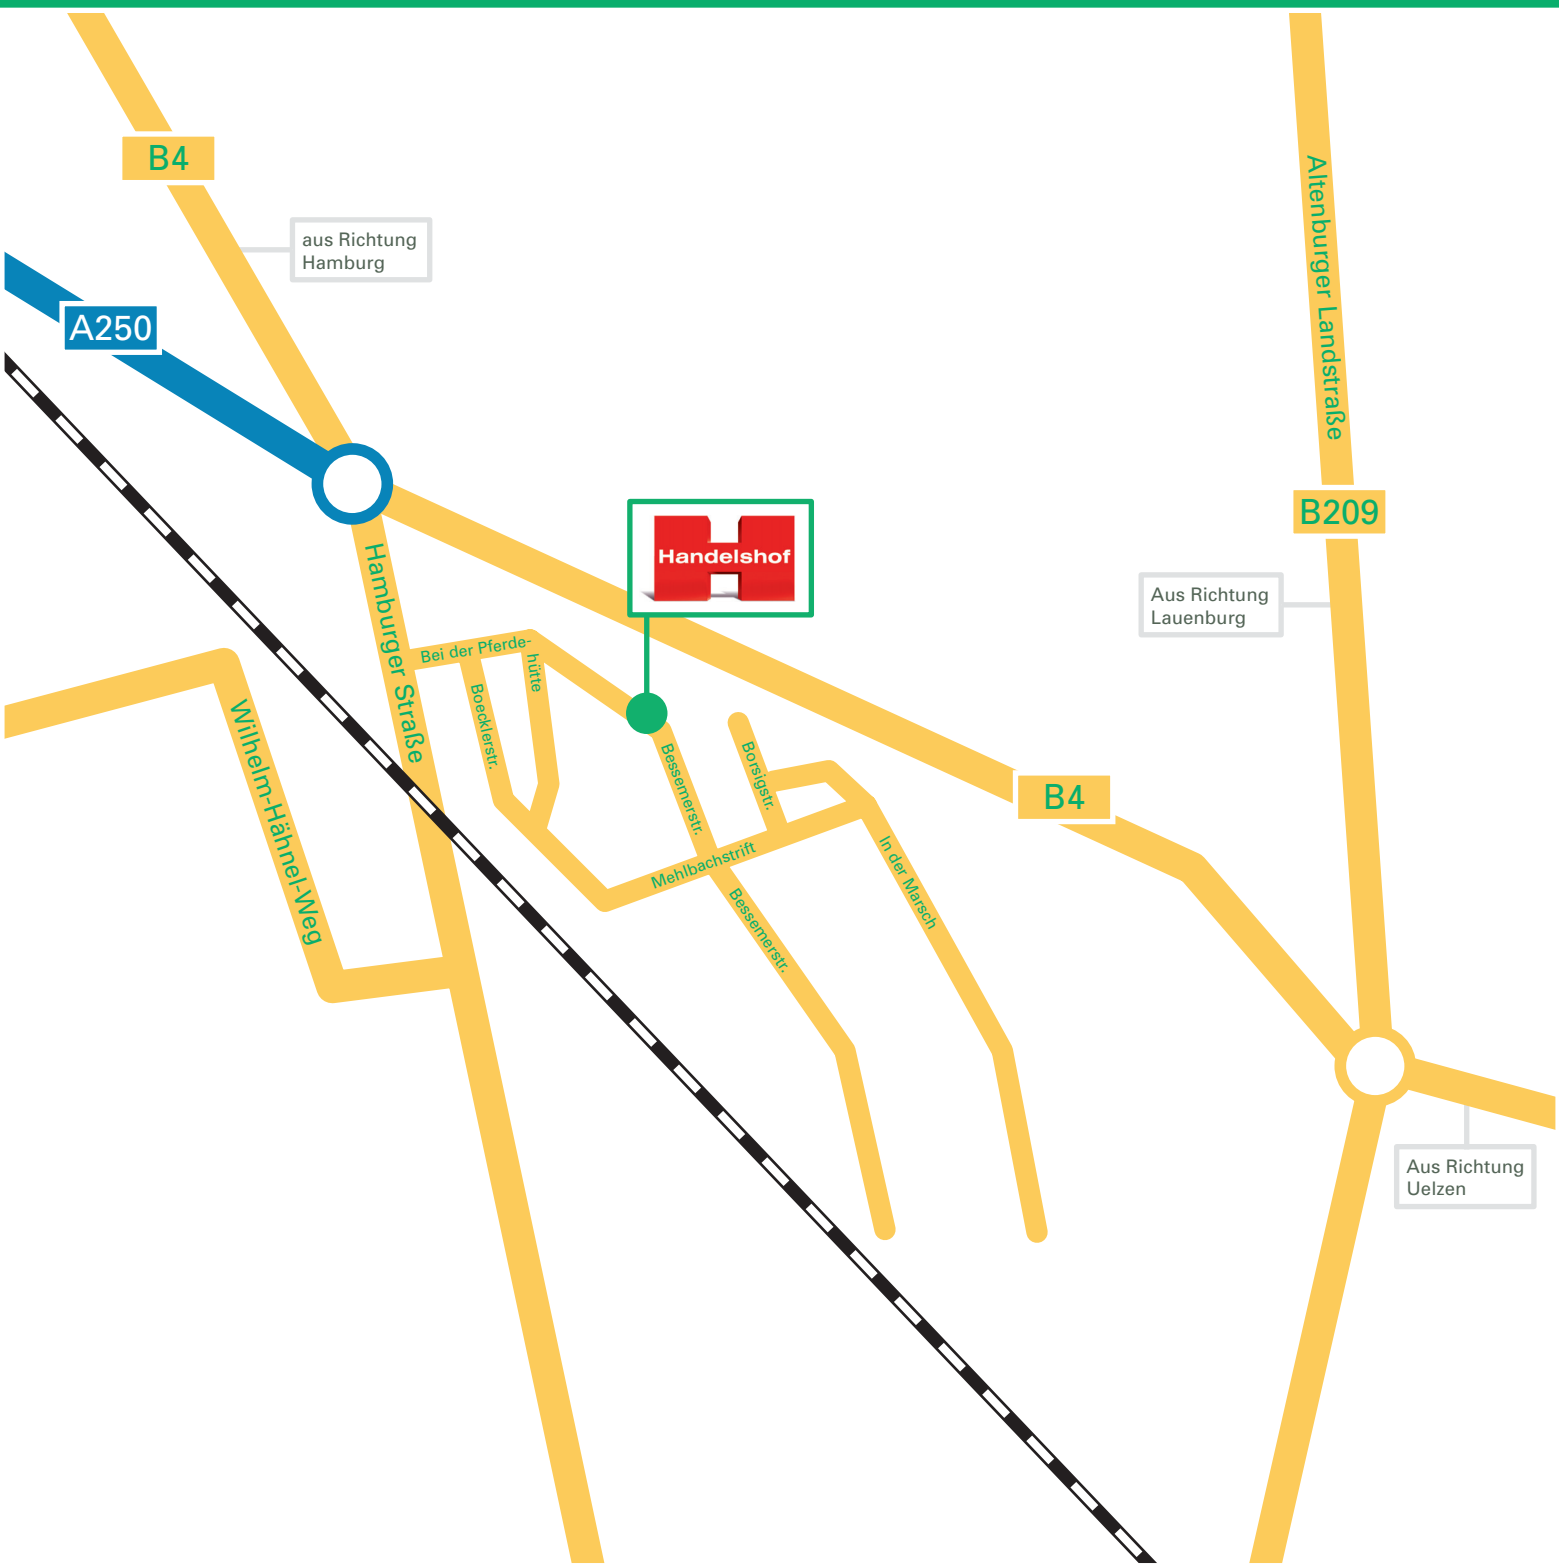 B4
aus Richtung
Hamburg
A250
Altenburger Landstraße
B209
Handelshof
Aus Richtung
Lauenburg
Hamburger Straße
Bei der Pferde-
hütte
Boecklerstr.
Wilhelm-Hähnel-Weg
Bessemerstr.
Borsigstr.
B4
Mehlbachstrift
In der Marsch
Bessemerstr.
Aus Richtung
Uelzen